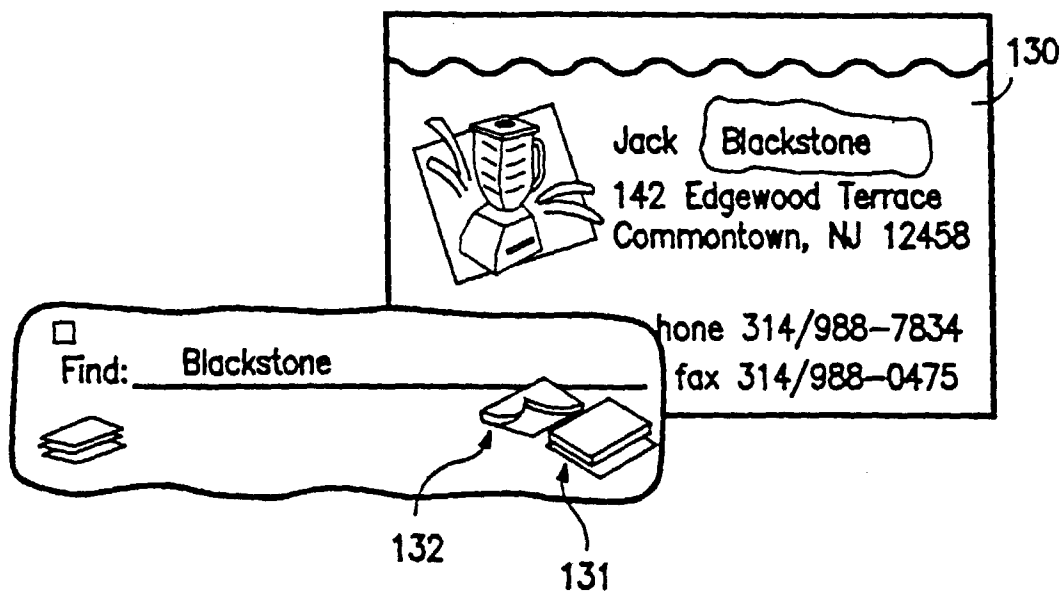 130
Jack Blackstone
142 Edgewood Terrace
Commontown, NJ 12458
hone 314/988-7834
fax 314/988-0475
Find: Blackstone
132
131